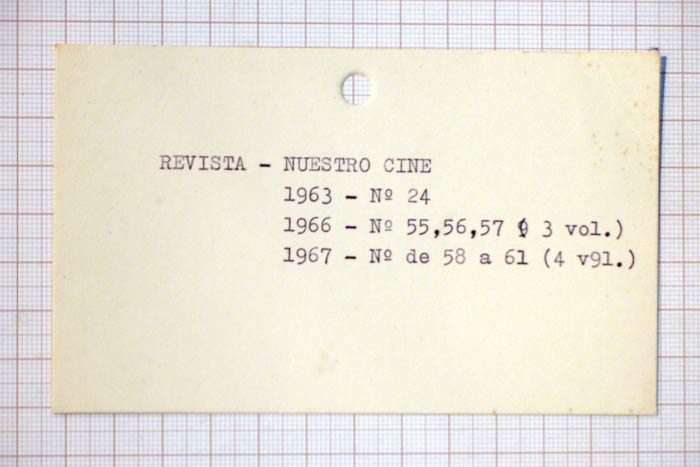 REVISTA - NUESTRO CINE
1963 - Nº 24
1966 - Nº 55,56,57 ( 3 vol.)
1967 - Nº de 58 a 61 (4 v9l.)